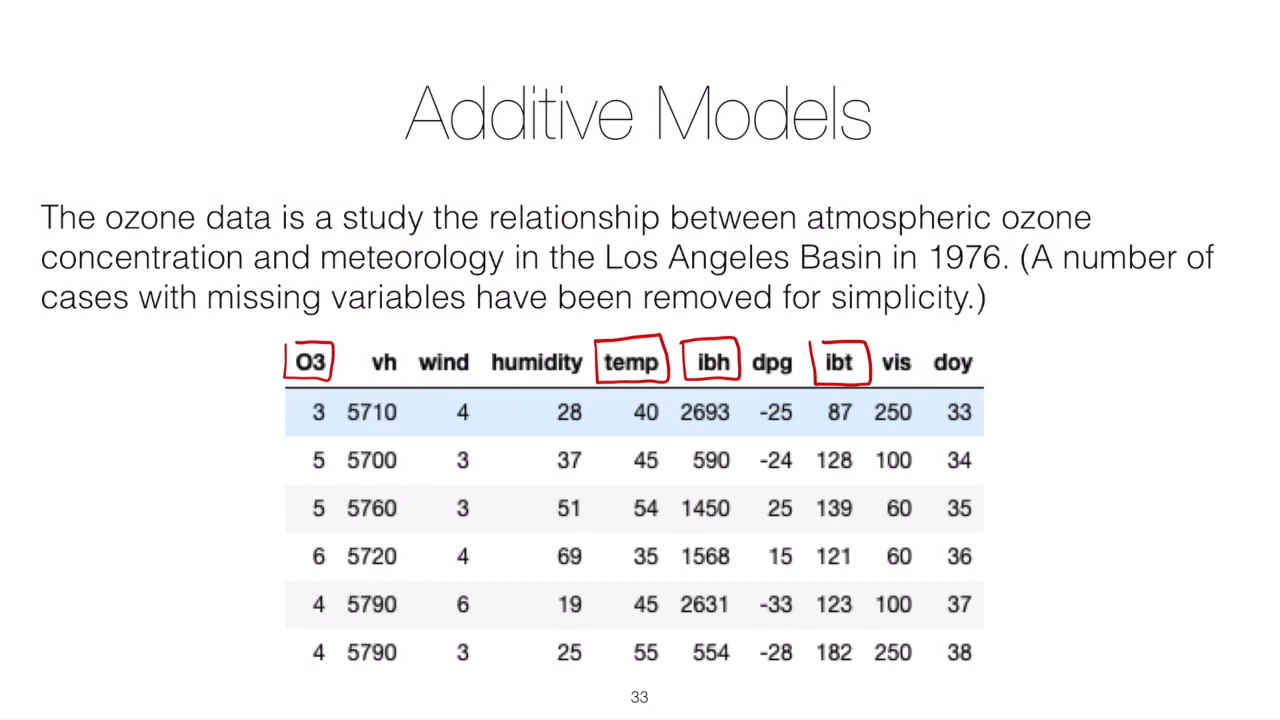 Additive Models
The ozone data is a study the relationship between atmospheric ozone
concentration and meteorology in the Los Angeles Basin in 1976. (A number of
cases with missing variables have been removed for simplicity.)
O3 vh wind humidity temp ibh dpg ibt vis doy
3 5710 4 28 40 2693 -25 87 250 33
5 5700 3 37 45 590 -24 128 100 34
5 5760 3 51 54 1450 25 139 60 35
6 5720 4 69 35 1568 15 121 60 36
4 5790 6 19 45 2631 -33 123 100 37
4 5790 3 25 55 554 -28 182 250 38
33